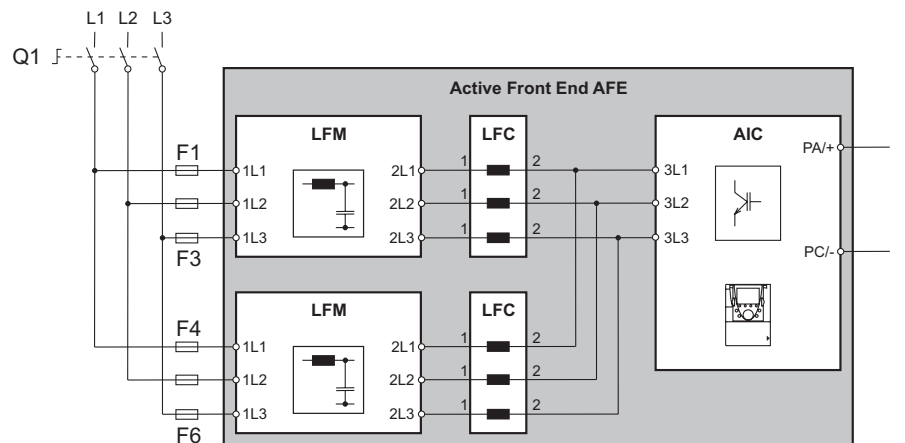 L1 L2 L3
Q1
Active Front End AFE
LFM
LFC
AIC
PA/+
F1
1L1
2L1
1 2
3L1
1L2
2L2
1 2
3L2
1L3
2L3
1 2
3L3
F3
PC/-
LFM
LFC
F4
1L1
2L1
1 2
1L2
2L2
1 2
1L3
2L3
1 2
F6